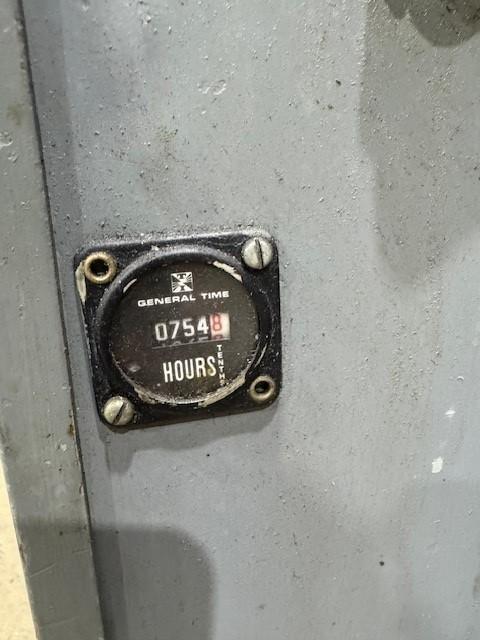 GENERAL TIME
07548
HOURS
TENTHS